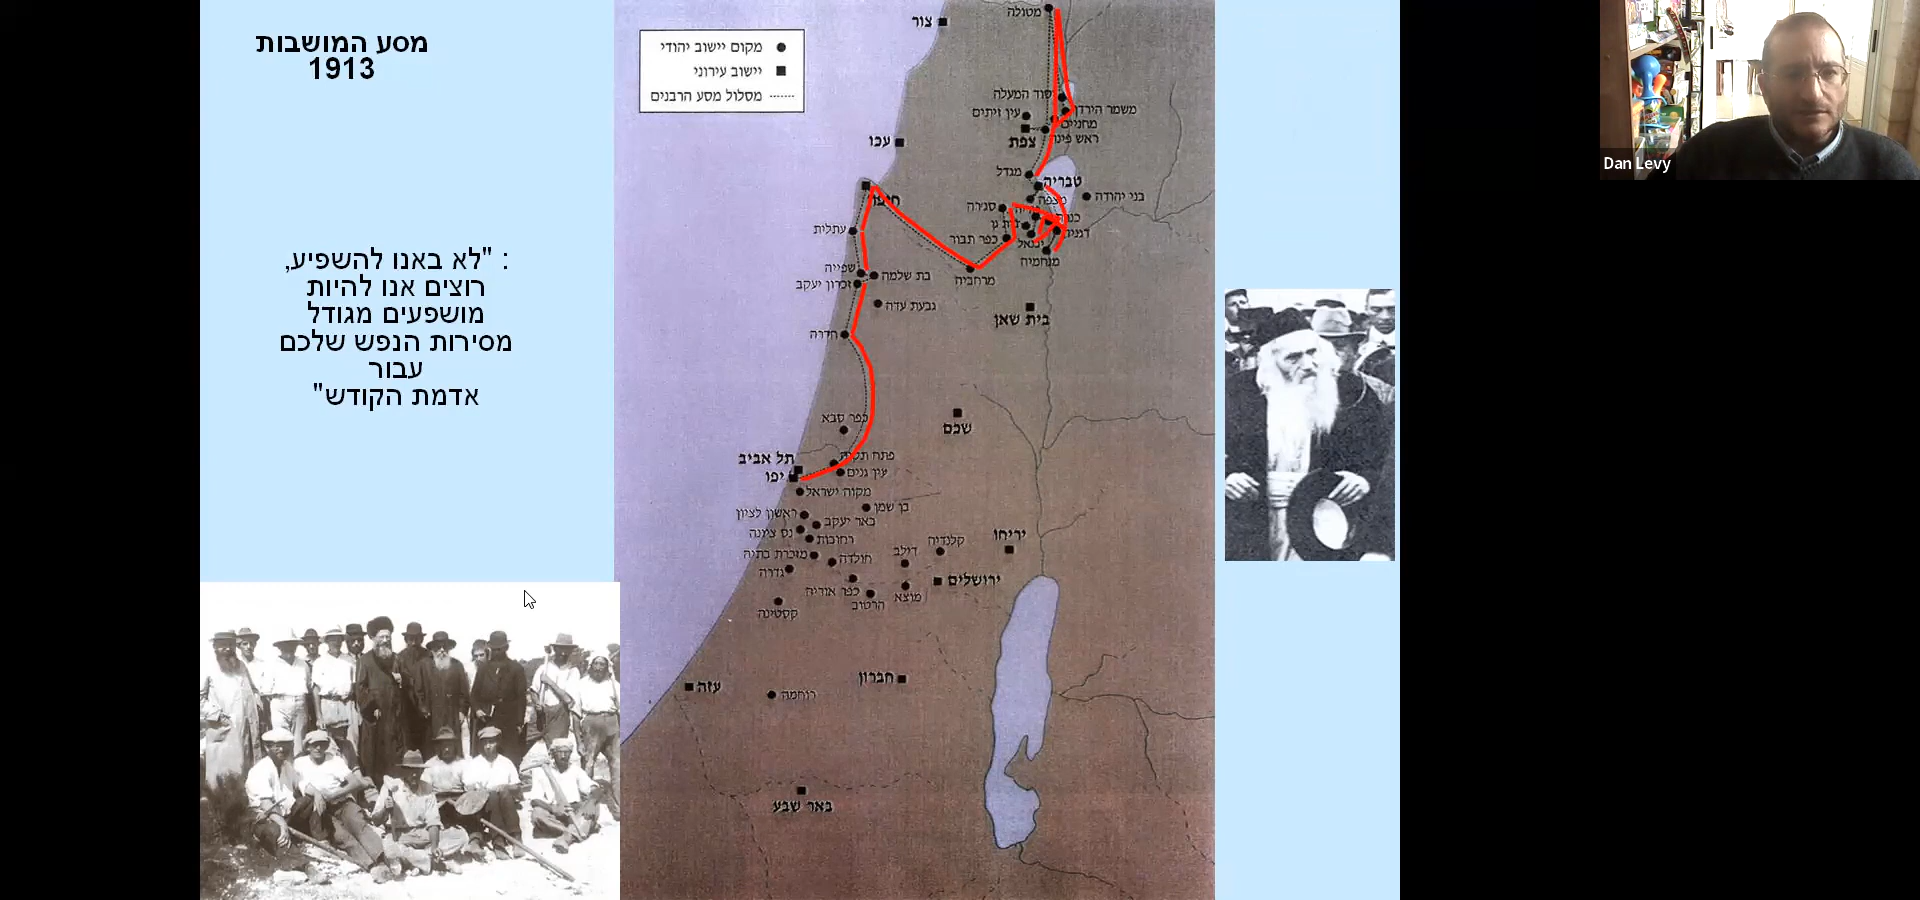 מסע המושבות
1913
: "לא באנו להשפיע,
רוצים אנו להיות
מושפעים מגודל
מסירות הנפש שלכם
עבור
אדמת הקודש"
מקום יישוב יהודי
יישוב עירוני
מסלול מסע הרבנים
מטולה
צור
יסוד המעלה
משמר הירדן
עין זיתים
מחניים
ראש פינה
צפת
עכו
מגדל
טבריה
בני יהודה
מצפה
חיפה
סג'רה
כפר תבור
יבנאל
מנחמיה
עתלית
שפייה
בת שלמה
זכרון יעקב
מרחביה
גבעת עדה
בית שאן
חדרה
כפר סבא
שכם
פתח תקוה
תל אביב
עין גנים
יפו
מקוה ישראל
בן שמן
ראשון לציון
באר יעקב
נס ציונה
רחובות
יריחו
קלנדיה
מזכרת בתיה
חולדה
דילב
גדרה
ירושלים
כפר אוריה
מוצא
הרטוב
קסטינה
חברון
עזה
רוחמה
באר שבע
Dan Levy